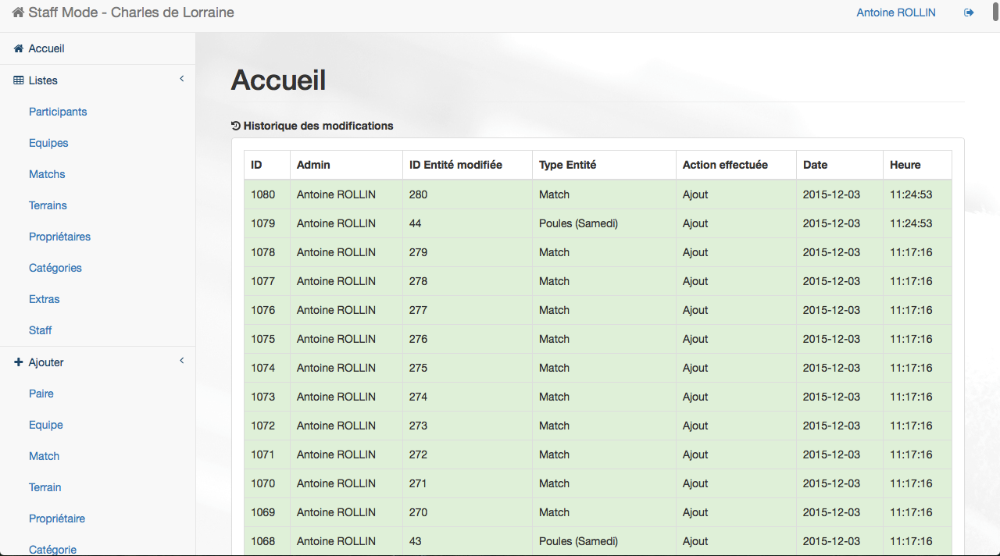 Staff Mode - Charles de Lorraine
Antoine ROLLIN
Accueil
Listes
Participants
Equipes
Matchs
Terrains
Propriétaires
Catégories
Extras
Staff
Ajouter
Paire
Equipe
Match
Terrain
Propriétaire
Catégorie
Accueil
Historique des modifications
ID Admin ID Entité modifiée Type Entité Action effectuée Date Heure
1080 Antoine ROLLIN 280 Match Ajout 2015-12-03 11:24:53
1079 Antoine ROLLIN 44 Poules (Samedi) Ajout 2015-12-03 11:24:53
1078 Antoine ROLLIN 279 Match Ajout 2015-12-03 11:17:16
1077 Antoine ROLLIN 278 Match Ajout 2015-12-03 11:17:16
1076 Antoine ROLLIN 277 Match Ajout 2015-12-03 11:17:16
1075 Antoine ROLLIN 276 Match Ajout 2015-12-03 11:17:16
1074 Antoine ROLLIN 275 Match Ajout 2015-12-03 11:17:16
1073 Antoine ROLLIN 274 Match Ajout 2015-12-03 11:17:16
1072 Antoine ROLLIN 273 Match Ajout 2015-12-03 11:17:16
1071 Antoine ROLLIN 272 Match Ajout 2015-12-03 11:17:16
1070 Antoine ROLLIN 271 Match Ajout 2015-12-03 11:17:16
1069 Antoine ROLLIN 270 Match Ajout 2015-12-03 11:17:16
1068 Antoine ROLLIN 43 Poules (Samedi) Ajout 2015-12-03 11:17:16